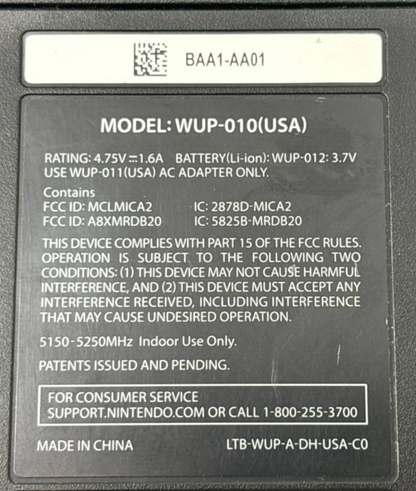 BAA1-AA01
MODEL: WUP-010(USA)
RATING: 4.75V⎓1.6A BATTERY(Li-ion): WUP-012: 3.7V
USE WUP-011(USA) AC ADAPTER ONLY.
Contains
FCC ID: MCLMICA2 IC: 2878D-MICA2
FCC ID: A8XMRDB20 IC: 5825B-MRDB20
THIS DEVICE COMPLIES WITH PART 15 OF THE FCC RULES.
OPERATION IS SUBJECT TO THE FOLLOWING TWO
CONDITIONS: (1) THIS DEVICE MAY NOT CAUSE HARMFUL
INTERFERENCE, AND (2) THIS DEVICE MUST ACCEPT ANY
INTERFERENCE RECEIVED, INCLUDING INTERFERENCE
THAT MAY CAUSE UNDESIRED OPERATION.
5150-5250MHz Indoor Use Only.
PATENTS ISSUED AND PENDING.
FOR CONSUMER SERVICE
SUPPORT.NINTENDO.COM OR CALL 1-800-255-3700
MADE IN CHINA LTB-WUP-A-DH-USA-C0